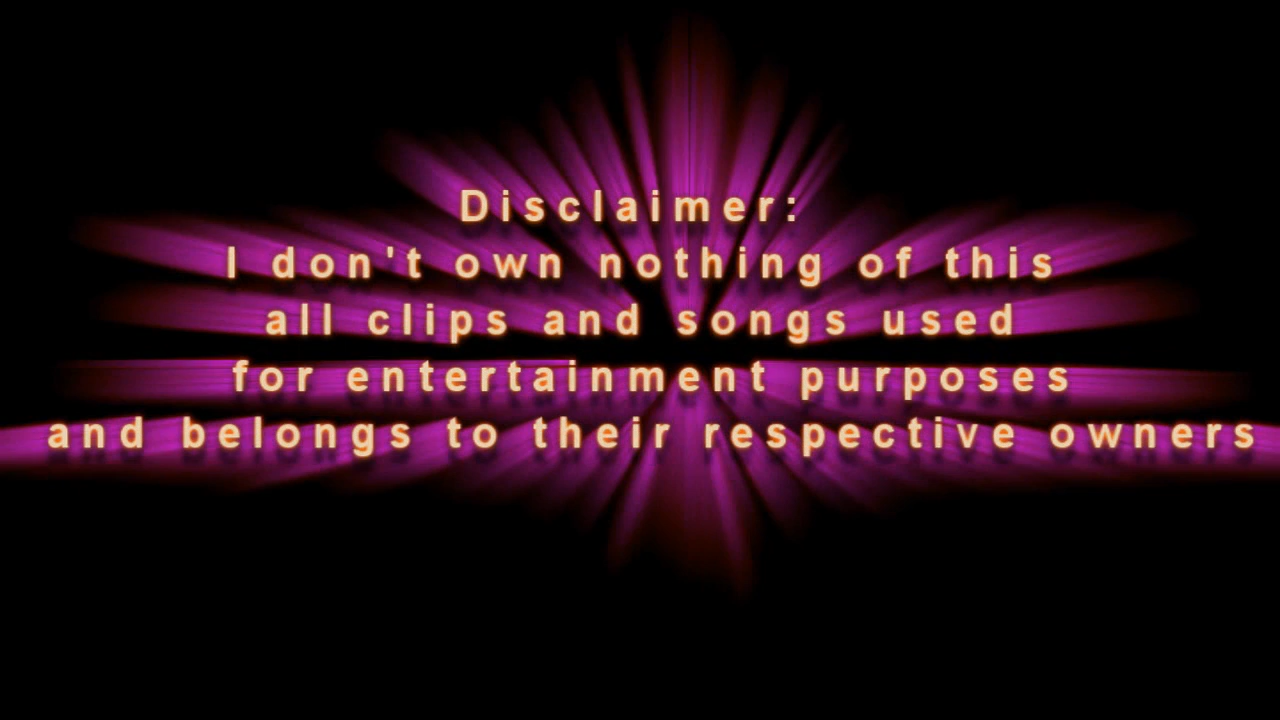 Disclaimer:
I don't own nothing of this
all clips and songs used
for entertainment purposes
and belongs to their respective owners